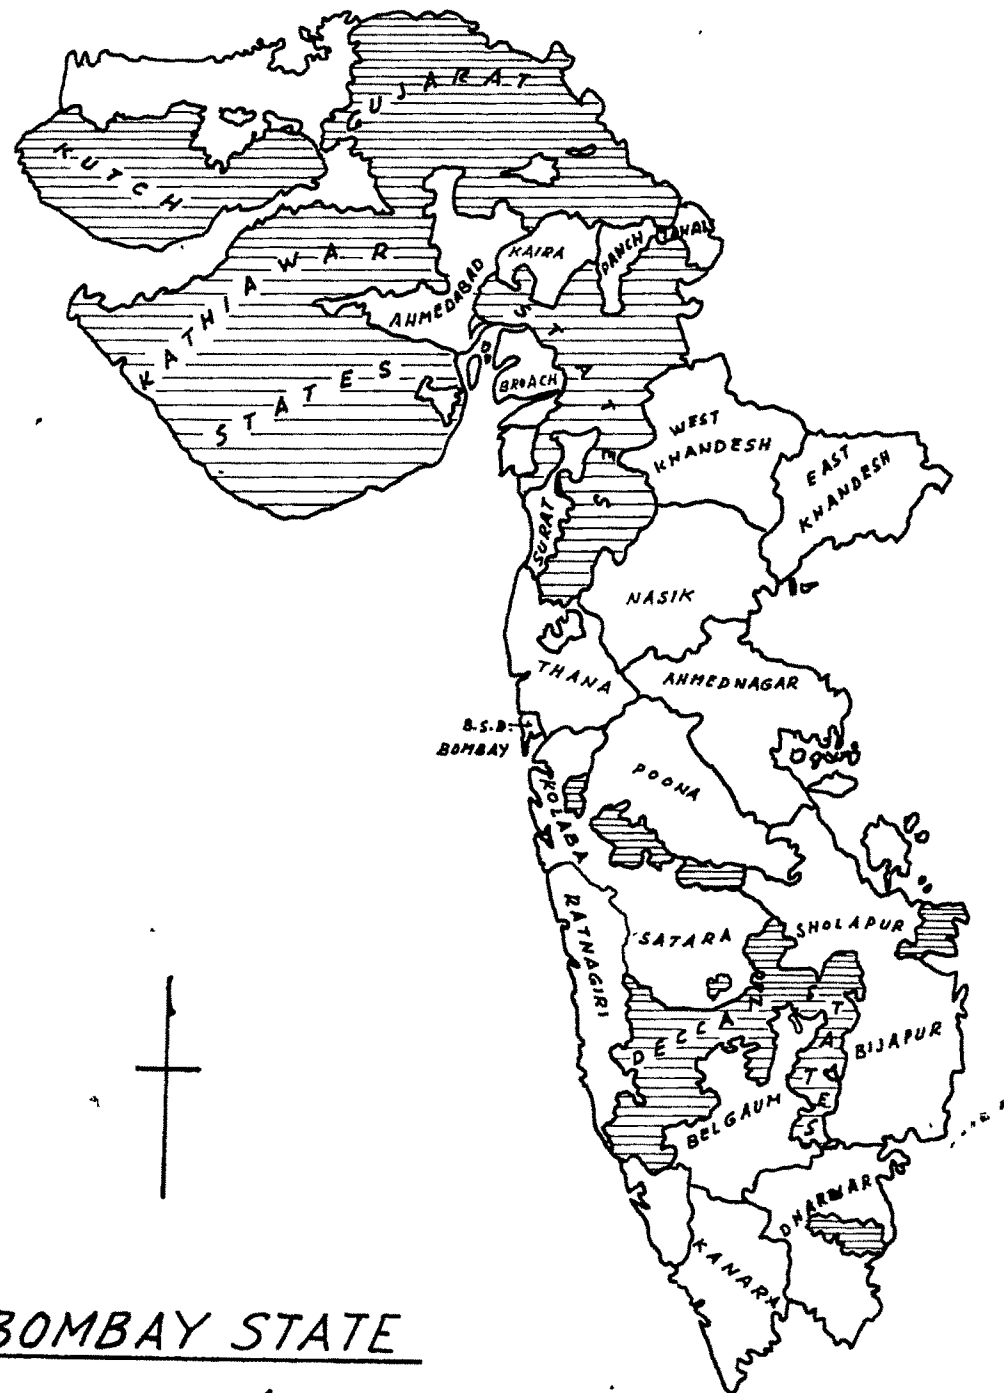 GUJARAT
STATES
KUTCH
KATHIAWAR
STATES
AHMEDABAD
KAIRA
PANCH MAHALS
BROACH
WEST
KHANDESH
EAST
KHANDESH
SURAT
NASIK
THANA
AHMEDNAGAR
B.S.D.
BOMBAY
POONA
KOLABA
RATNAGIRI
SATARA
SHOLAPUR
DECCAN
STATES
BIJAPUR
BELGAUM
DHARWAR
KANARA
BOMBAY STATE